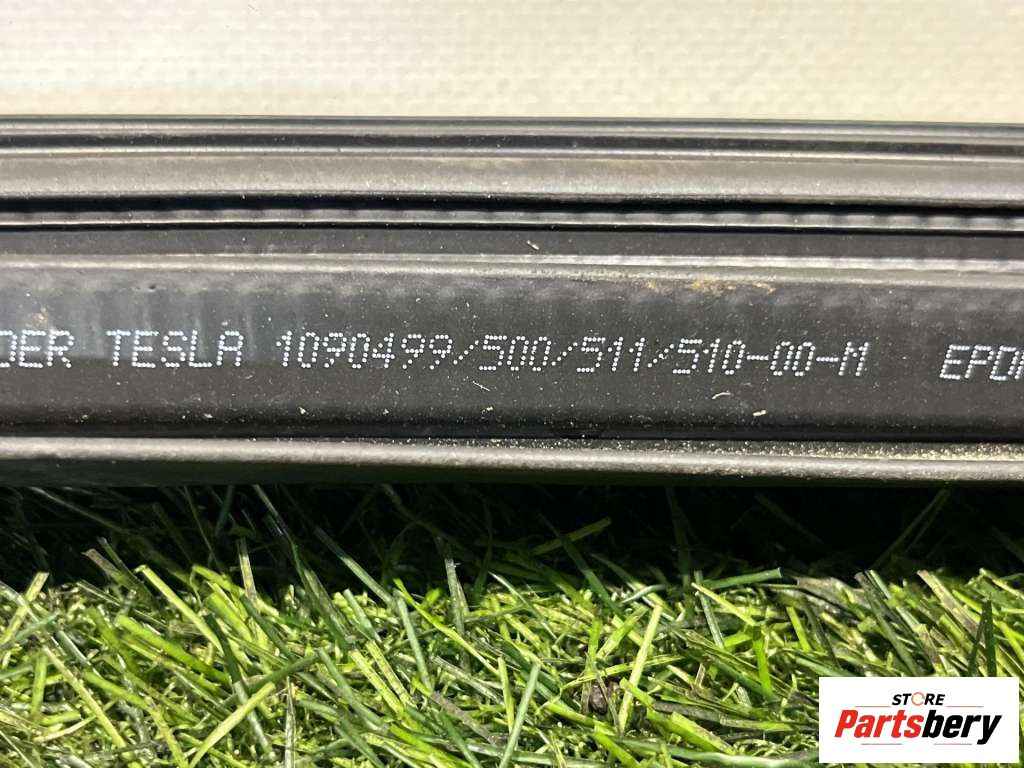 DER TESLA 1090499/500/511/510-00-M EPD
STORE
Partsbery